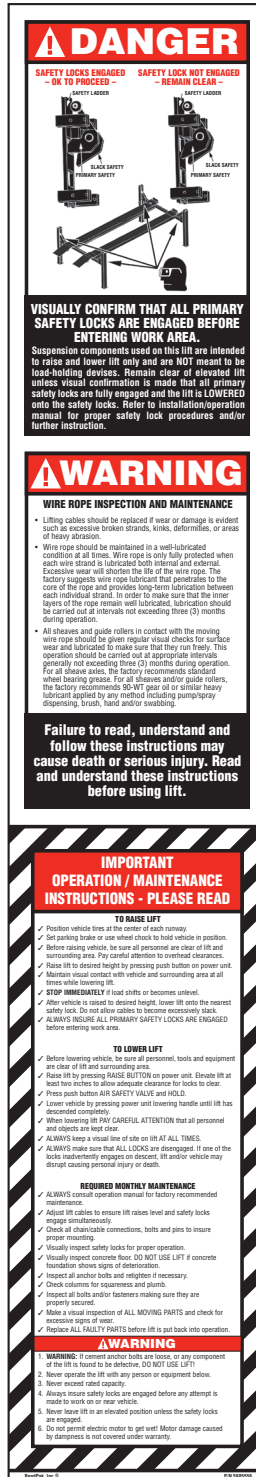 DANGER
SAFETY LOCKS ENGAGED
– OK TO PROCEED –
SAFETY LOCK NOT ENGAGED
– REMAIN CLEAR –
SAFETY LADDER
SAFETY LADDER
SLACK SAFETY
PRIMARY SAFETY
SLACK SAFETY
PRIMARY SAFETY
VISUALLY CONFIRM THAT ALL PRIMARY
SAFETY LOCKS ARE ENGAGED BEFORE
ENTERING WORK AREA.
Suspension components used on this lift are intended
to raise and lower lift only and are NOT meant to be
load-holding devises. Remain clear of elevated lift
unless visual confirmation is made that all primary
safety locks are fully engaged and the lift is LOWERED
onto the safety locks. Refer to installation/operation
manual for proper safety lock procedures and/or
further instruction.
WARNING
WIRE ROPE INSPECTION AND MAINTENANCE
• Lifting cables should be replaced if wear or damage is evident
such as excessive broken strands, kinks, deformities, or areas
of heavy abrasion.
• Wire rope should be maintained in a well-lubricated
condition at all times. Wire rope is only fully protected when
each wire strand is lubricated both internal and external.
Excessive wear will shorten the life of the wire rope. The
factory suggests wire rope lubricant that penetrates to the
core of the rope and provides long-term lubrication between
each individual strand. In order to make sure that the inner
layers of the rope remain well lubricated, lubrication should
be carried out at intervals not exceeding three (3) months
during operation.
• All sheaves and guide rollers in contact with the moving
wire rope should be given regular visual checks for surface
wear and lubricated to make sure that they run freely. This
operation should be carried out at appropriate intervals
generally not exceeding three (3) months during operation.
For all sheave axles, the factory recommends standard
wheel bearing grease. For all sheaves and/or guide rollers,
the factory recommends 90-WT gear oil or similar heavy
lubricant applied by any method including pump/spray
dispensing, brush, hand and/or swabbing.
Failure to read, understand and
follow these instructions may
cause death or serious injury. Read
and understand these instructions
before using lift.
IMPORTANT
OPERATION / MAINTENANCE
INSTRUCTIONS - PLEASE READ
TO RAISE LIFT
✓ Position vehicle tires at the center of each runway.
✓ Set parking brake or use wheel chock to hold vehicle in position.
✓ Before raising vehicle, be sure all personnel are clear of lift and
surrounding area. Pay careful attention to overhead clearances.
✓ Raise lift to desired height by pressing push button on power unit.
✓ Maintain visual contact with vehicle and surrounding area at all
times while lowering lift.
✓ STOP IMMEDIATELY if load shifts or becomes unlevel.
✓ After vehicle is raised to desired height, lower lift onto the nearest
safety lock. Do not allow cables to become excessively slack.
✓ ALWAYS INSURE ALL PRIMARY SAFETY LOCKS ARE ENGAGED
before entering work area.
TO LOWER LIFT
✓ Before lowering vehicle, be sure all personnel, tools and equipment
are clear of lift and surrounding area.
✓ Raise lift by pressing RAISE BUTTON on power unit. Elevate lift at
least two inches to allow adequate clearance for locks to clear.
✓ Press push button AIR SAFETY VALVE and HOLD.
✓ Lower vehicle by pressing power unit lowering handle until lift has
descended completely.
✓ When lowering lift PAY CAREFUL ATTENTION that all personnel
and objects are kept clear.
✓ ALWAYS keep a visual line of site on lift AT ALL TIMES.
✓ ALWAYS make sure that ALL LOCKS are disengaged. If one of the
locks inadvertently engages on descent, lift and/or vehicle may
disrupt causing personal injury or death.
REQUIRED MONTHLY MAINTENANCE
✓ ALWAYS consult operation manual for factory recommended
maintenance.
✓ Adjust lift cables to ensure lift raises level and safety locks
engage simultaneously.
✓ Check all chain/cable connections, bolts and pins to insure
proper mounting.
✓ Visually inspect safety locks for proper operation.
✓ Visually inspect concrete floor. DO NOT USE LIFT if concrete
foundation shows signs of deterioration.
✓ Inspect all anchor bolts and retighten if necessary.
✓ Check columns for squareness and plumb.
✓ Inspect all bolts and/or fasteners making sure they are
properly secured.
✓ Make a visual inspection of ALL MOVING PARTS and check for
excessive signs of wear.
✓ Replace ALL FAULTY PARTS before lift is put back into operation.
WARNING
1. WARNING: If cement anchor bolts are loose, or any component
of the lift is found to be defective, DO NOT USE LIFT!
2. Never operate the lift with any person or equipment below.
3. Never exceed rated capacity.
4. Always insure safety locks are engaged before any attempt is
made to work on or near vehicle.
5. Never leave lift in an elevated position unless the safety locks
are engaged.
6. Do not permit electric motor to get wet! Motor damage caused
by dampness is not covered under warranty.